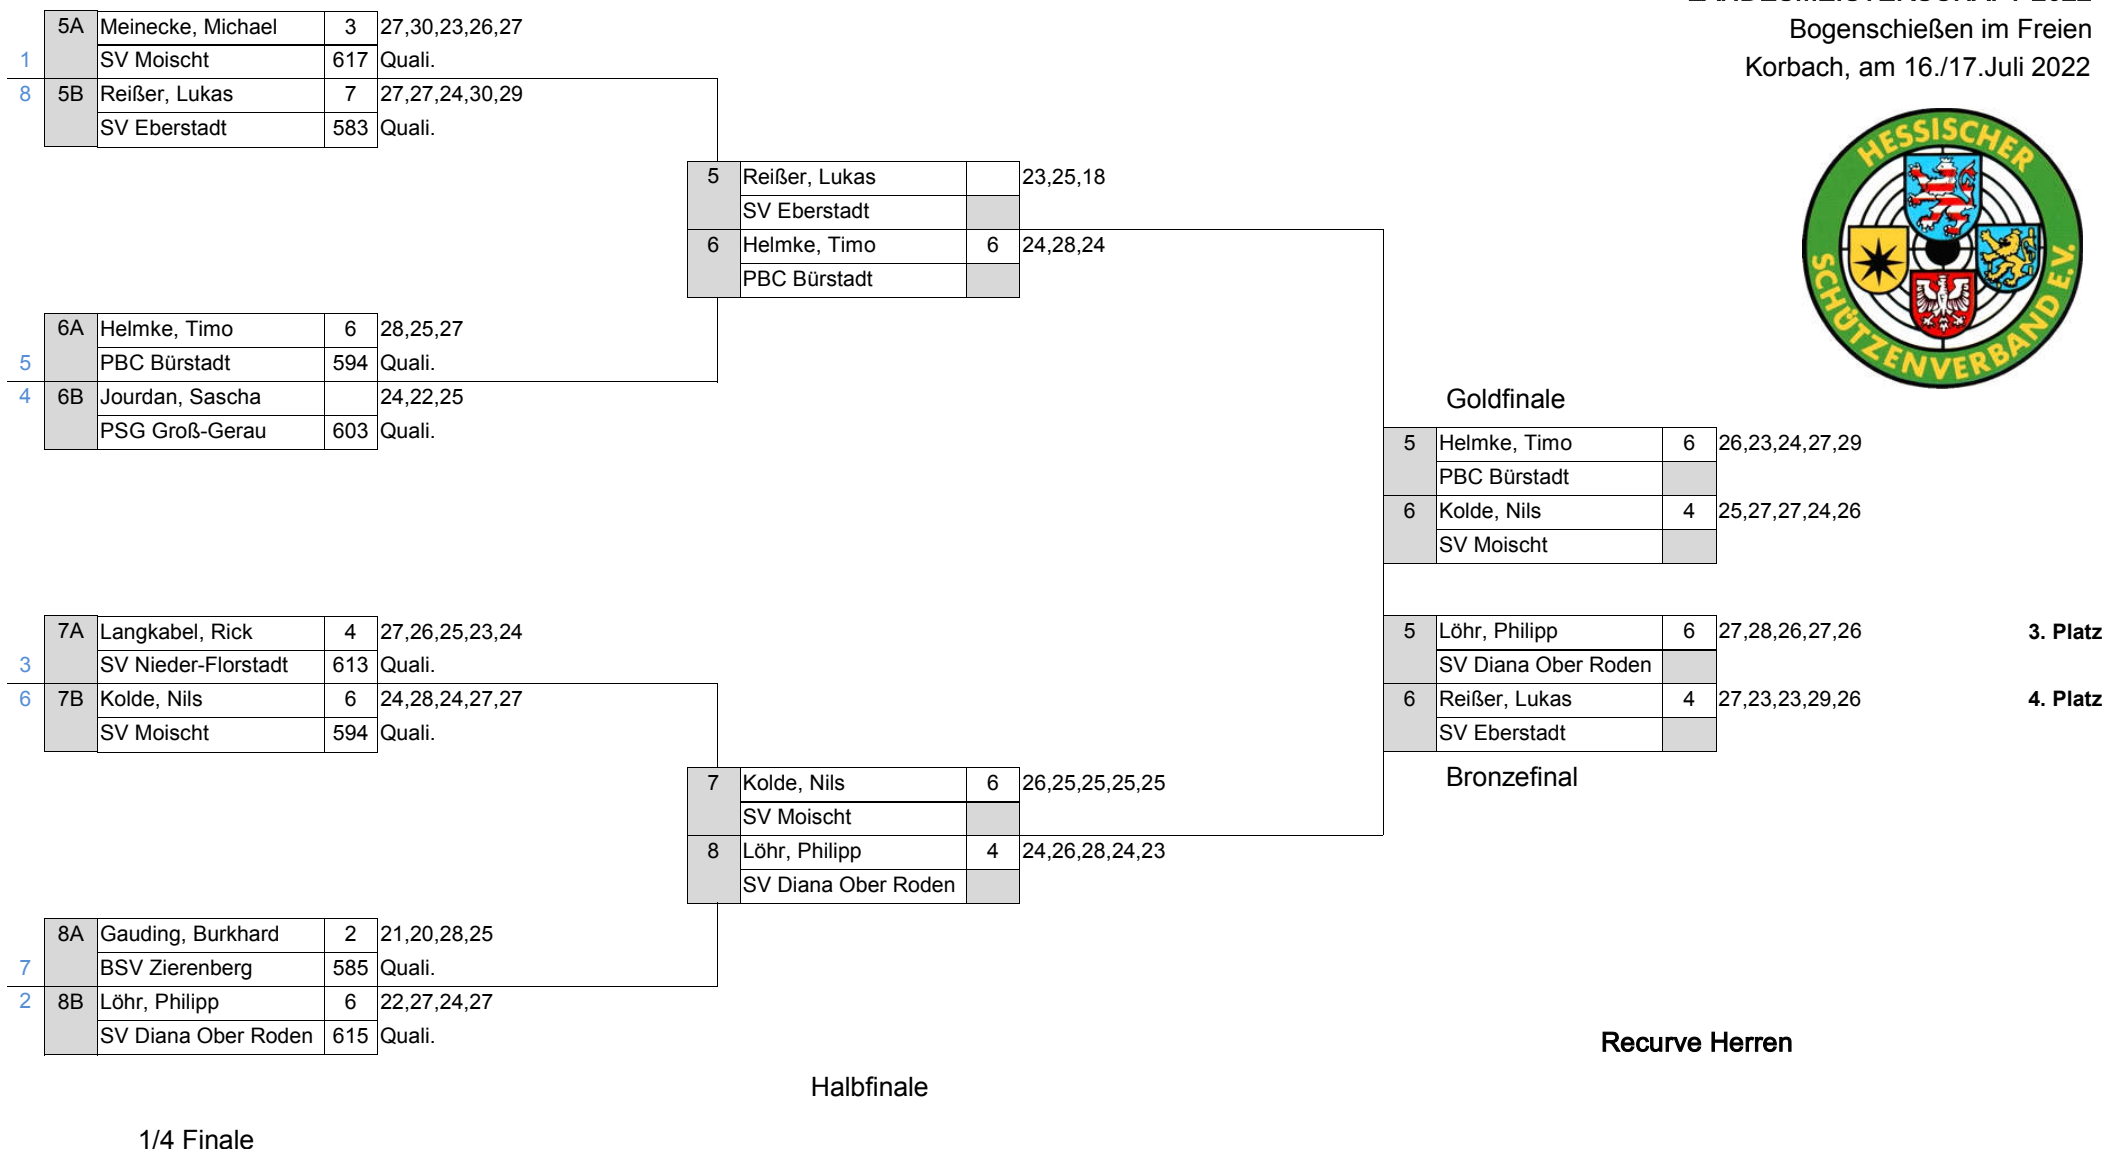 LANDESMEISTERSCHAFT 2022
Bogenschießen im Freien
Korbach, am 16./17.Juli 2022
HESSISCHER SCHÜTZENVERBAND E.V.
5A Meinecke, Michael 3 27,30,23,26,27
1 SV Moischt 617 Quali.
8 5B Reißer, Lukas 7 27,27,24,30,29
SV Eberstadt 583 Quali.
5 Reißer, Lukas 23,25,18
SV Eberstadt
6 Helmke, Timo 6 24,28,24
PBC Bürstadt
6A Helmke, Timo 6 28,25,27
5 PBC Bürstadt 594 Quali.
4 6B Jourdan, Sascha 24,22,25
PSG Groß-Gerau 603 Quali.
Goldfinale
5 Helmke, Timo 6 26,23,24,27,29
PBC Bürstadt
6 Kolde, Nils 4 25,27,27,24,26
SV Moischt
7A Langkabel, Rick 4 27,26,25,23,24
3 SV Nieder-Florstadt 613 Quali.
6 7B Kolde, Nils 6 24,28,24,27,27
SV Moischt 594 Quali.
5 Löhr, Philipp 6 27,28,26,27,26 3. Platz
SV Diana Ober Roden
6 Reißer, Lukas 4 27,23,23,29,26 4. Platz
SV Eberstadt
Bronzefinal
7 Kolde, Nils 6 26,25,25,25,25
SV Moischt
8 Löhr, Philipp 4 24,26,28,24,23
SV Diana Ober Roden
8A Gauding, Burkhard 2 21,20,28,25
7 BSV Zierenberg 585 Quali.
2 8B Löhr, Philipp 6 22,27,24,27
SV Diana Ober Roden 615 Quali.
Recurve Herren
Halbfinale
1/4 Finale